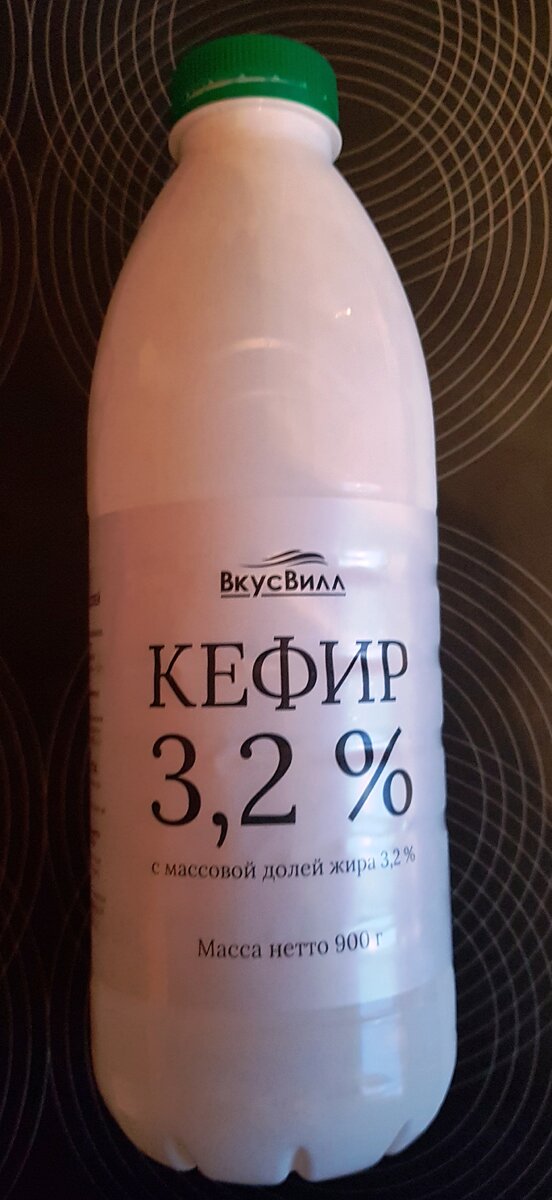 ВкусВилл
КЕФИР
3,2 %
с массовой долей жира 3,2 %
Масса нетто 900 г